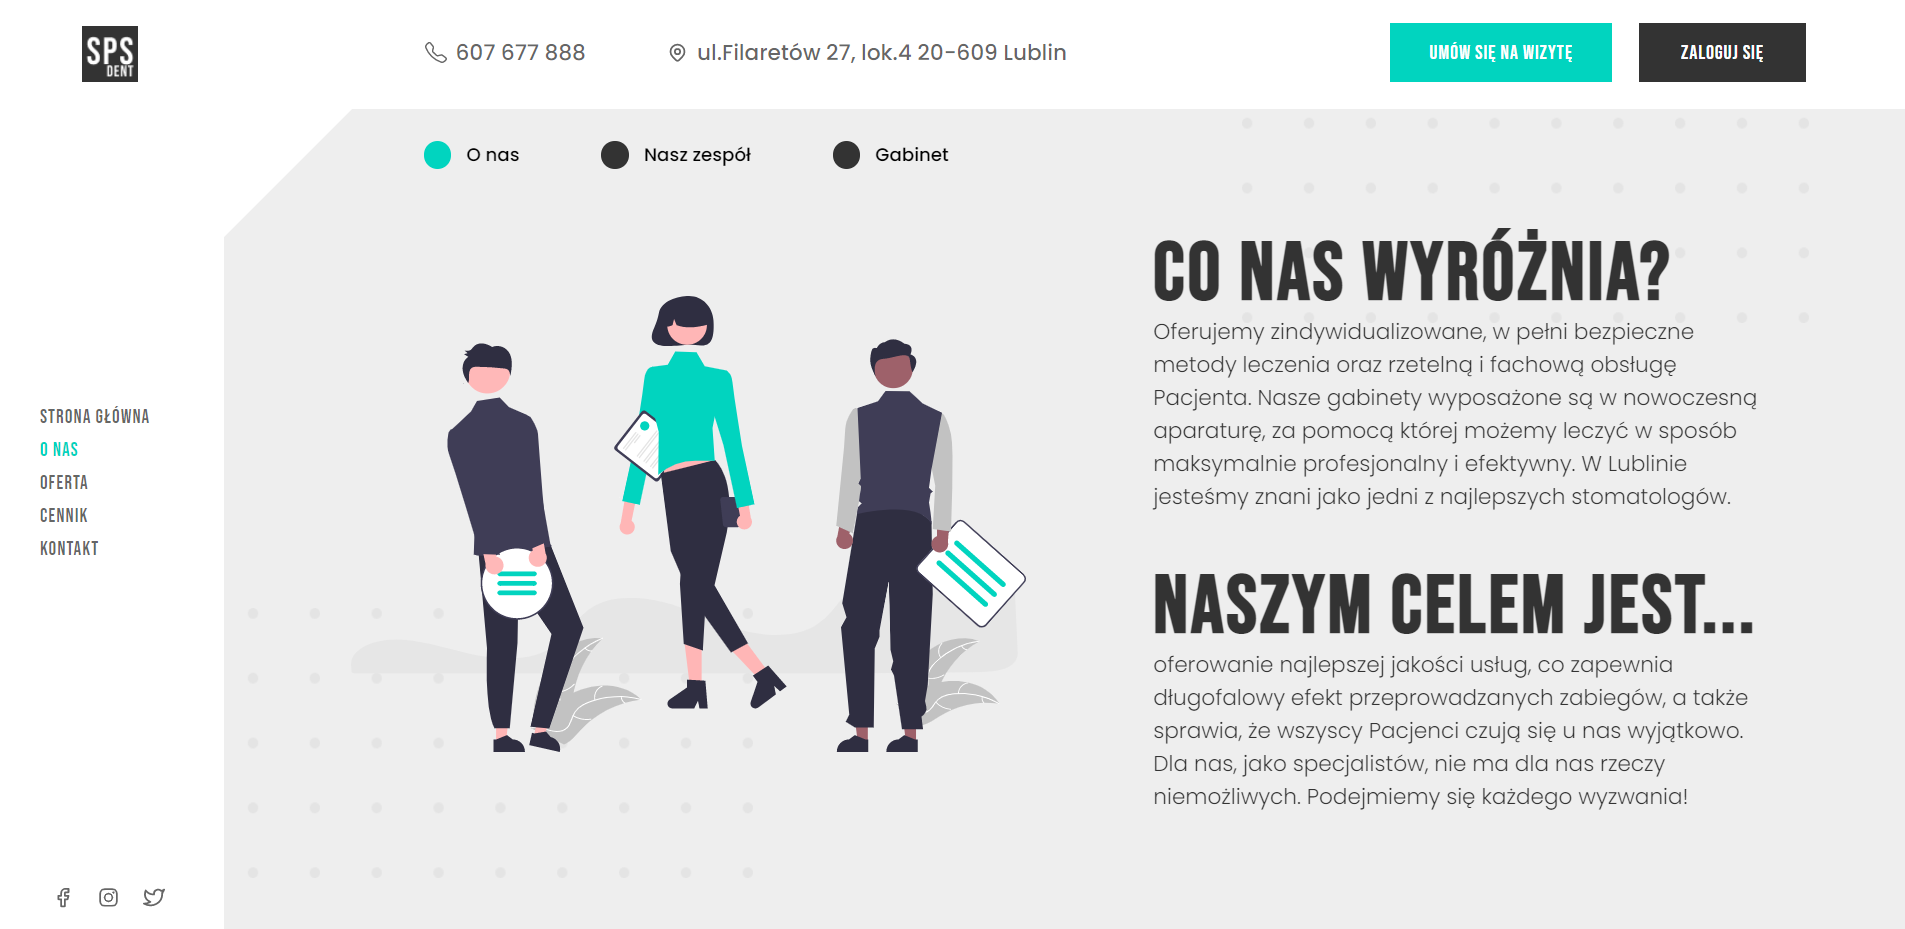 SPS
DENT
607 677 888
ul.Filaretów 27, lok.4 20-609 Lublin
UMÓW SIĘ NA WIZYTĘ
ZALOGUJ SIĘ
O nas
Nasz zespół
Gabinet
STRONA GŁÓWNA
O NAS
OFERTA
CENNIK
KONTAKT
CO NAS WYRÓŻNIA?
Oferujemy zindywidualizowane, w pełni bezpieczne
metody leczenia oraz rzetelną i fachową obsługę
Pacjenta. Nasze gabinety wyposażone są w nowoczesną
aparaturę, za pomocą której możemy leczyć w sposób
maksymalnie profesjonalny i efektywny. W Lublinie
jesteśmy znani jako jedni z najlepszych stomatologów.
NASZYM CELEM JEST...
oferowanie najlepszej jakości usług, co zapewnia
długofalowy efekt przeprowadzanych zabiegów, a także
sprawia, że wszyscy Pacjenci czują się u nas wyjątkowo.
Dla nas, jako specjalistów, nie ma dla nas rzeczy
niemożliwych. Podejmiemy się każdego wyzwania!